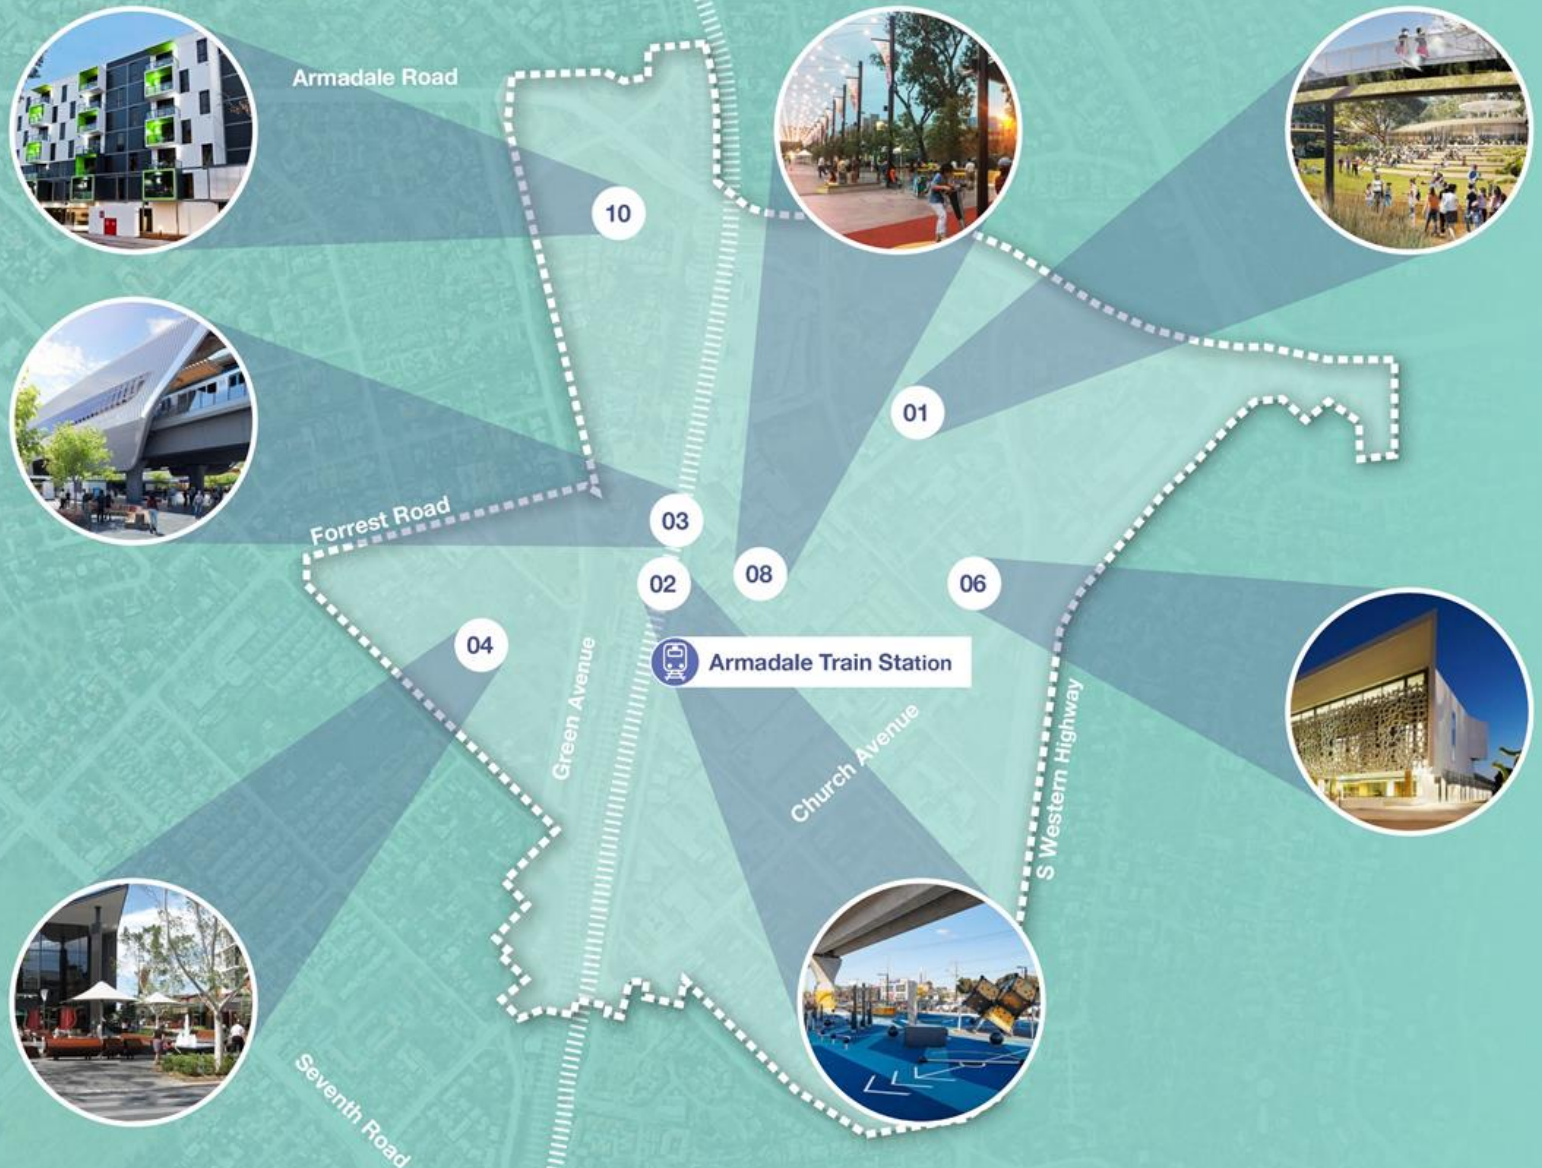 Armadale Road
10
01
Forrest Road
03
02
08
06
04
Armadale Train Station
Green Avenue
Church Avenue
S Western Highway
Seventh Road